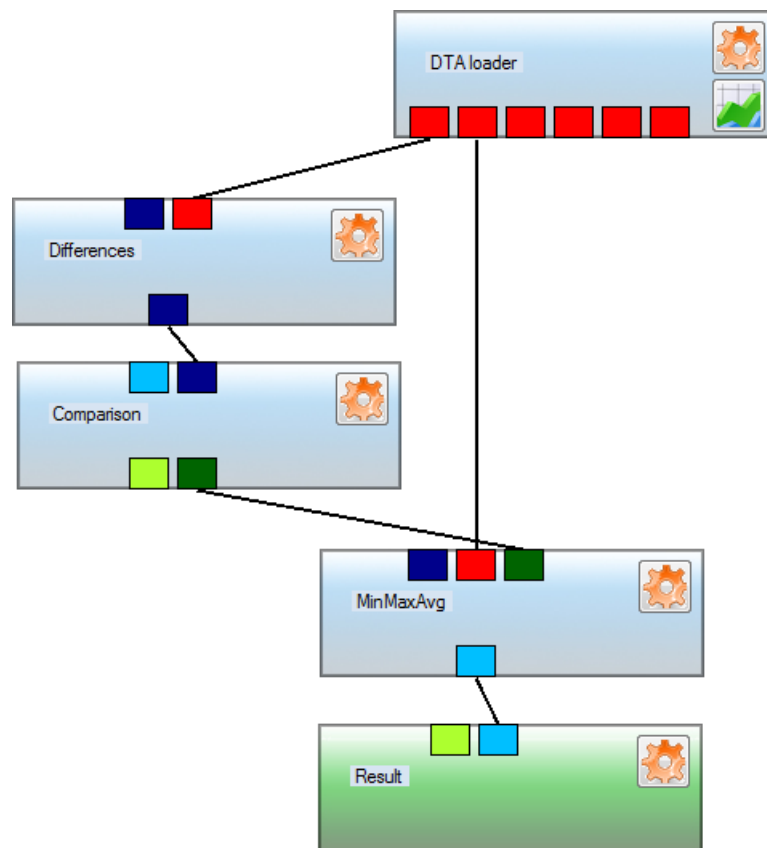 DTA loader
Differences
Comparison
MinMaxAvg
Result